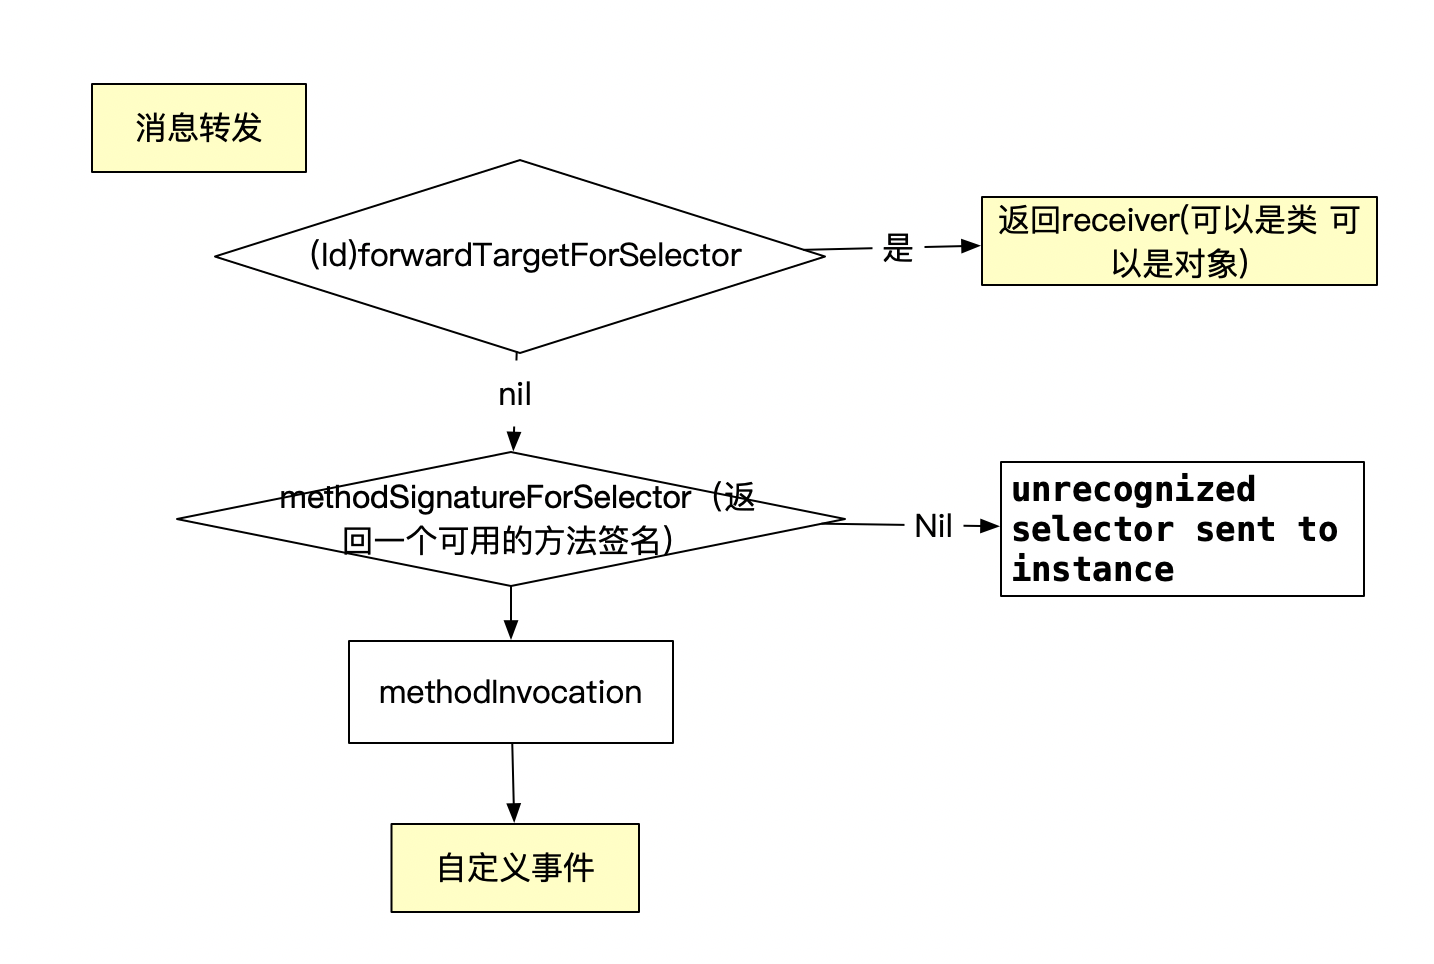 消息转发
(Id)forwardTargetForSelector
是
返回receiver(可以是类 可
以是对象)
nil
methodSignatureForSelector（返
回一个可用的方法签名)
Nil
unrecognized
selector sent to
instance
methodInvocation
自定义事件